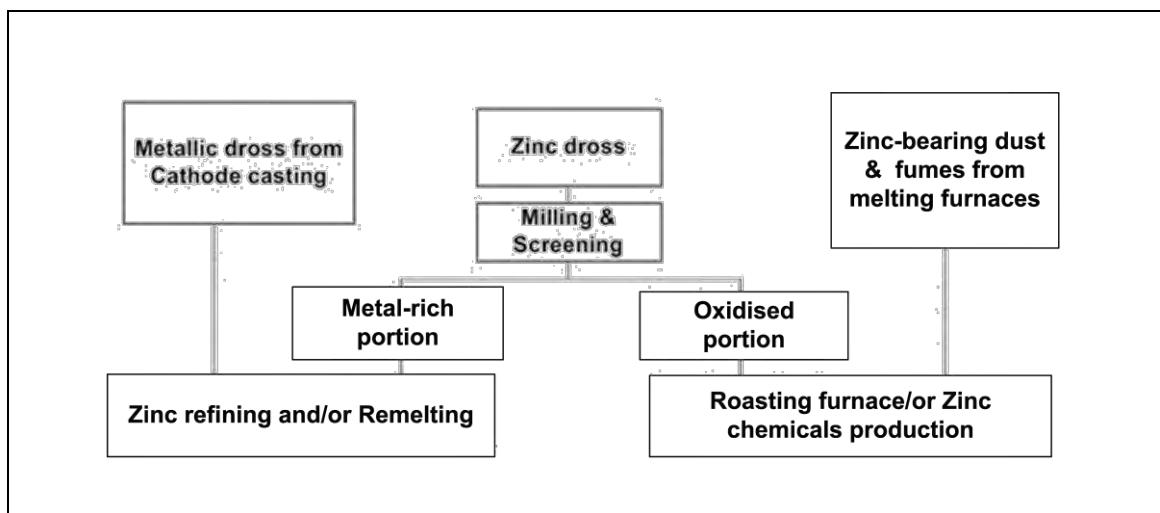 Metallic dross from
Cathode casting
Zinc dross
Zinc-bearing dust
& fumes from
melting furnaces
Milling &
Screening
Metal-rich
portion
Oxidised
portion
Zinc refining and/or Remelting
Roasting furnace/or Zinc
chemicals production